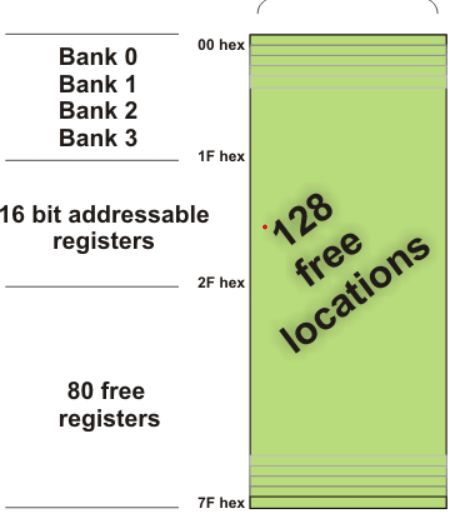 00 hex
Bank 0
Bank 1
Bank 2
Bank 3
1F hex
16 bit addressable
registers
128
free
locations
2F hex
80 free
registers
7F hex